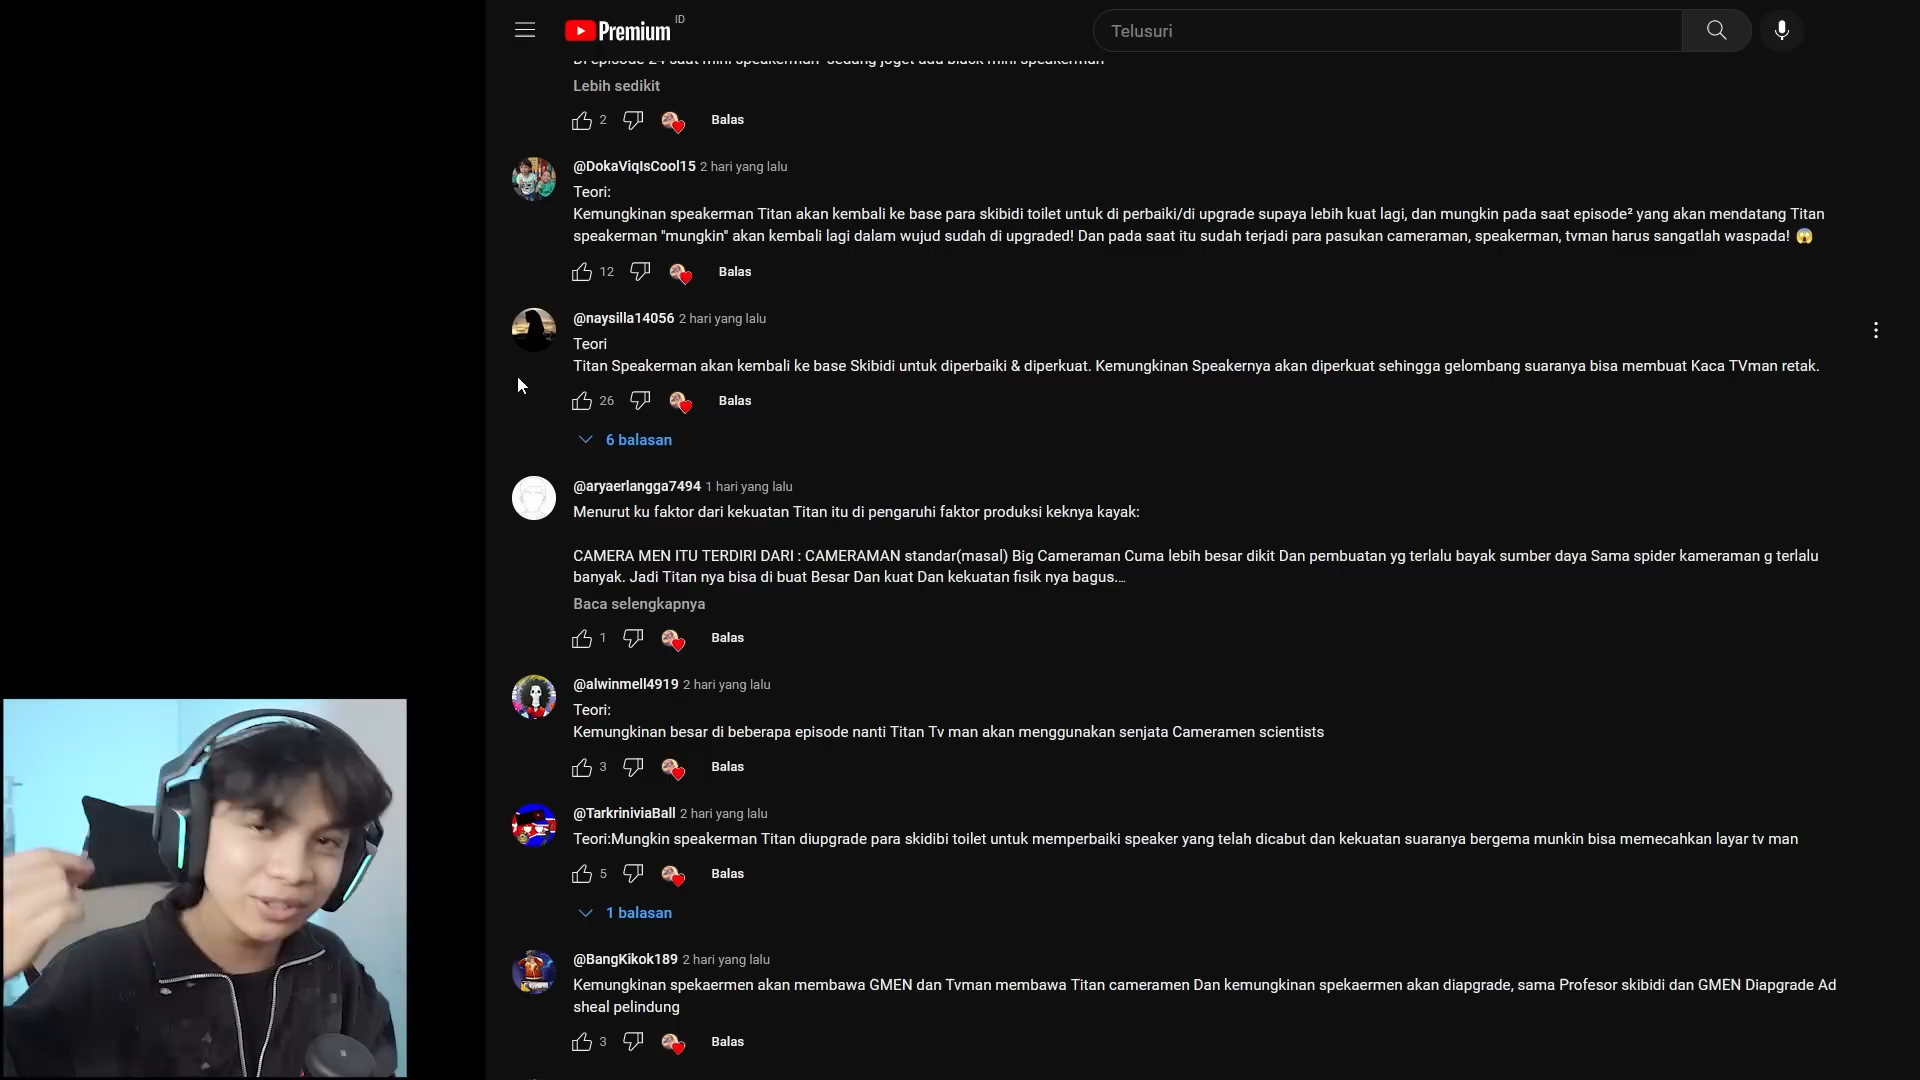 Premium ID
Telusuri
Di episode 24 saat mini speakerman sedang joget ada black mini speakerman
Lebih sedikit
2 Balas
@DokaViqIsCool15 2 hari yang lalu
Teori:
Kemungkinan speakerman Titan akan kembali ke base para skibidi toilet untuk di perbaiki/di upgrade supaya lebih kuat lagi, dan mungkin pada saat episode² yang akan mendatang Titan
speakerman "mungkin" akan kembali lagi dalam wujud sudah di upgraded! Dan pada saat itu sudah terjadi para pasukan cameraman, speakerman, tvman harus sangatlah waspada! 😱
12 Balas
@naysilla14056 2 hari yang lalu
Teori
Titan Speakerman akan kembali ke base Skibidi untuk diperbaiki & diperkuat. Kemungkinan Speakernya akan diperkuat sehingga gelombang suaranya bisa membuat Kaca TVman retak.
26 Balas
6 balasan
@aryaerlangga7494 1 hari yang lalu
Menurut ku faktor dari kekuatan Titan itu di pengaruhi faktor produksi keknya kayak:
CAMERA MEN ITU TERDIRI DARI : CAMERAMAN standar(masal) Big Cameraman Cuma lebih besar dikit Dan pembuatan yg terlalu bayak sumber daya Sama spider kameraman g terlalu
banyak. Jadi Titan nya bisa di buat Besar Dan kuat Dan kekuatan fisik nya bagus....
Baca selengkapnya
1 Balas
@alwinmell4919 2 hari yang lalu
Teori:
Kemungkinan besar di beberapa episode nanti Titan Tv man akan menggunakan senjata Cameramen scientists
3 Balas
@TarkriniviaBall 2 hari yang lalu
Teori:Mungkin speakerman Titan diupgrade para skidibi toilet untuk memperbaiki speaker yang telah dicabut dan kekuatan suaranya bergema munkin bisa memecahkan layar tv man
5 Balas
1 balasan
@BangKikok189 2 hari yang lalu
Kemungkinan spekaermen akan membawa GMEN dan Tvman membawa Titan cameramen Dan kemungkinan spekaermen akan diapgrade, sama Profesor skibidi dan GMEN Diapgrade Ad
sheal pelindung
3 Balas